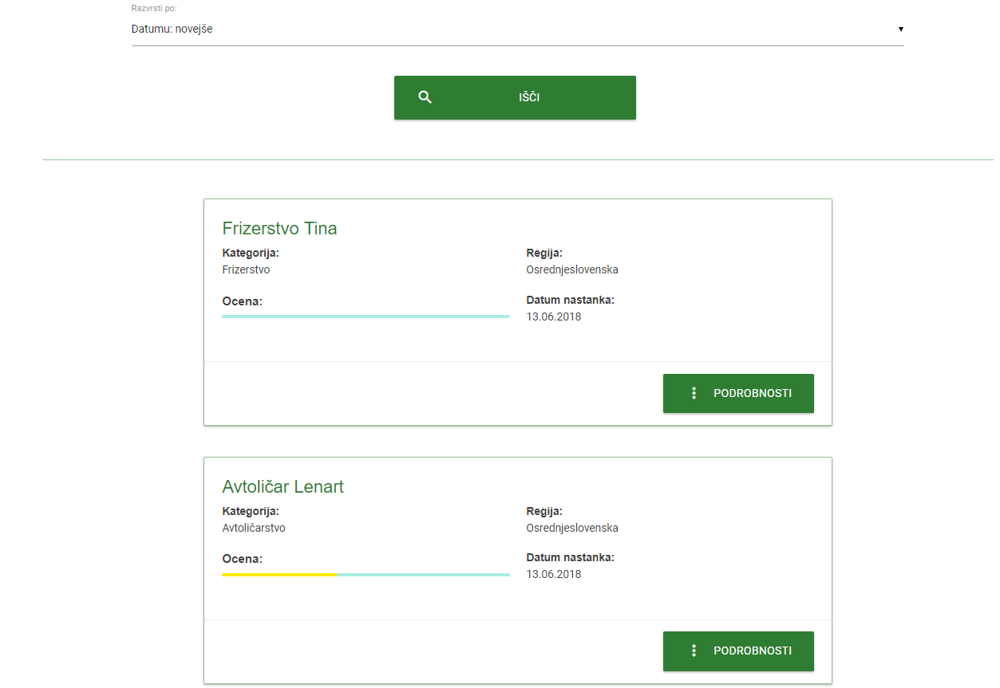 Razvrsti po:
Datumu: novejše
IŠČI
Frizerstvo Tina
Kategorija:
Frizerstvo
Regija:
Osrednjeslovenska
Ocena:
Datum nastanka:
13.06.2018
PODROBNOSTI
Avtoličar Lenart
Kategorija:
Avtoličarstvo
Regija:
Osrednjeslovenska
Ocena:
Datum nastanka:
13.06.2018
PODROBNOSTI